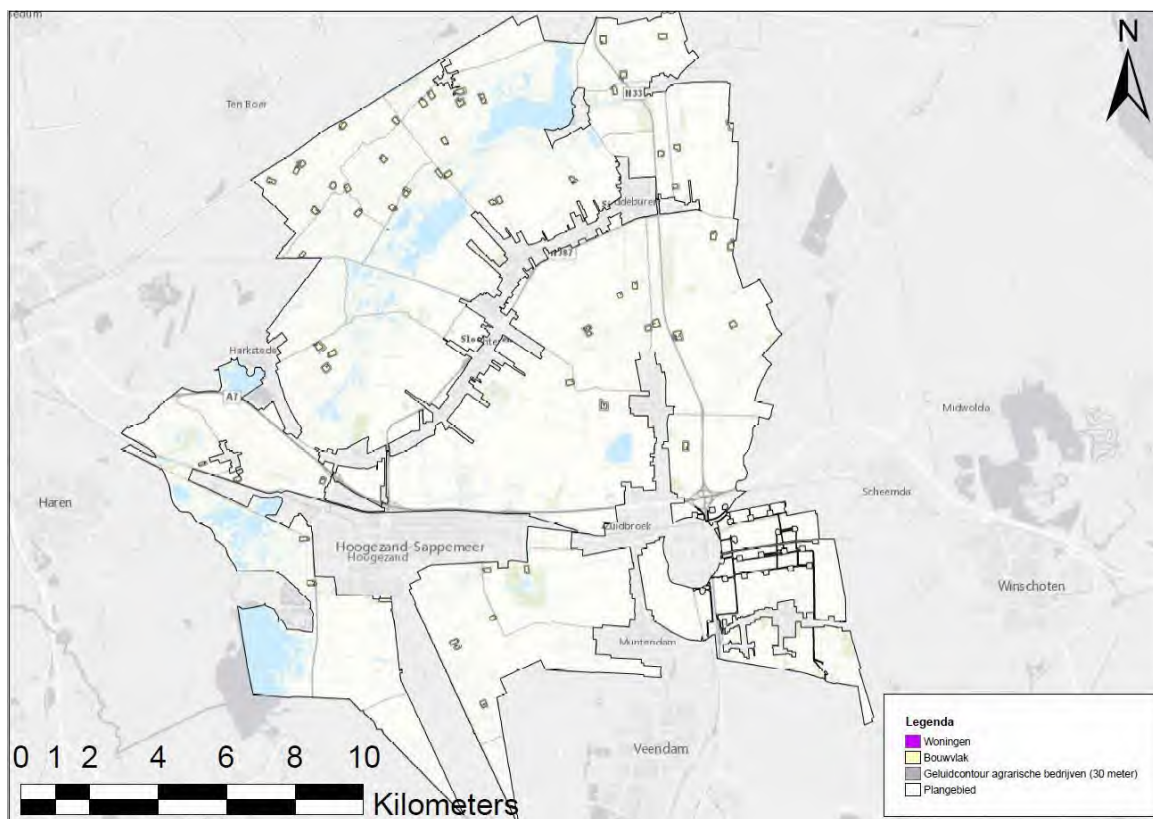 N
Ten Boer
N33
N387
Harkstede
A7
Midwolda
Scheemda
Haren
Zuidbroek
Hoogezand-Sappemeer
Hoogezand
Winschoten
Muntendam
Veendam
0 1 2 4 6 8 10
Kilometers
Legenda
Woningen
Bouwvlak
Geluidcontour agrarische bedrijven (30 meter)
Plangebied